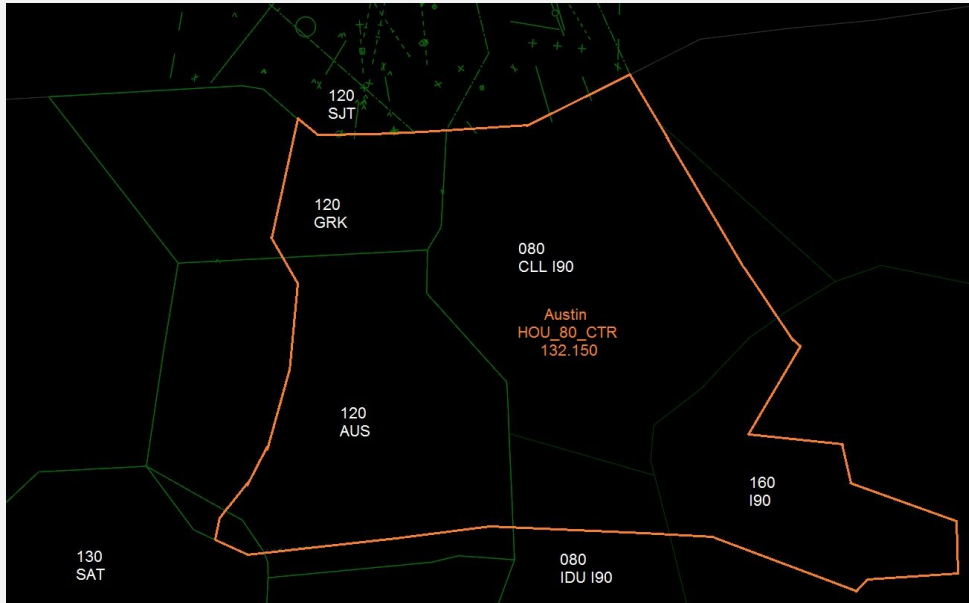 120
SJT
120
GRK
080
CLL I90
Austin
HOU_80_CTR
132.150
120
AUS
160
I90
130
SAT
080
IDU I90